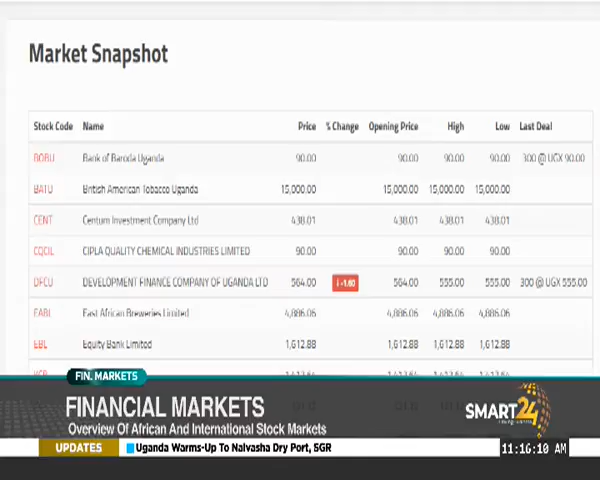 Market Snapshot
Stock Code Name Price % Change Opening Price High Low Last Deal
BOBU Bank of Baroda Uganda 90.00 90.00 90.00 90.00 300 @ UGX 90.00
BATU British American Tobacco Uganda 15,000.00 15,000.00 15,000.00 15,000.00
CENT Centum Investment Company Ltd 438.01 438.01 438.01 438.01
CQCIL CIPLA QUALITY CHEMICAL INDUSTRIES LIMITED 90.00 90.00 90.00 90.00
DFCU DEVELOPMENT FINANCE COMPANY OF UGANDA LTD 564.00 -1.60 564.00 555.00 555.00 300 @ UGX 555.00
EABL East African Breweries Limited 4,886.06 4,886.06 4,886.06 4,886.06
EBL Equity Bank Limited 1,612.88 1,612.88 1,612.88 1,612.88
FIN. MARKETS
FINANCIAL MARKETS
Overview Of African And International Stock Markets
SMART24
UPDATES Uganda Warms-Up To Naivasha Dry Port, SGR
11:16:10 AM